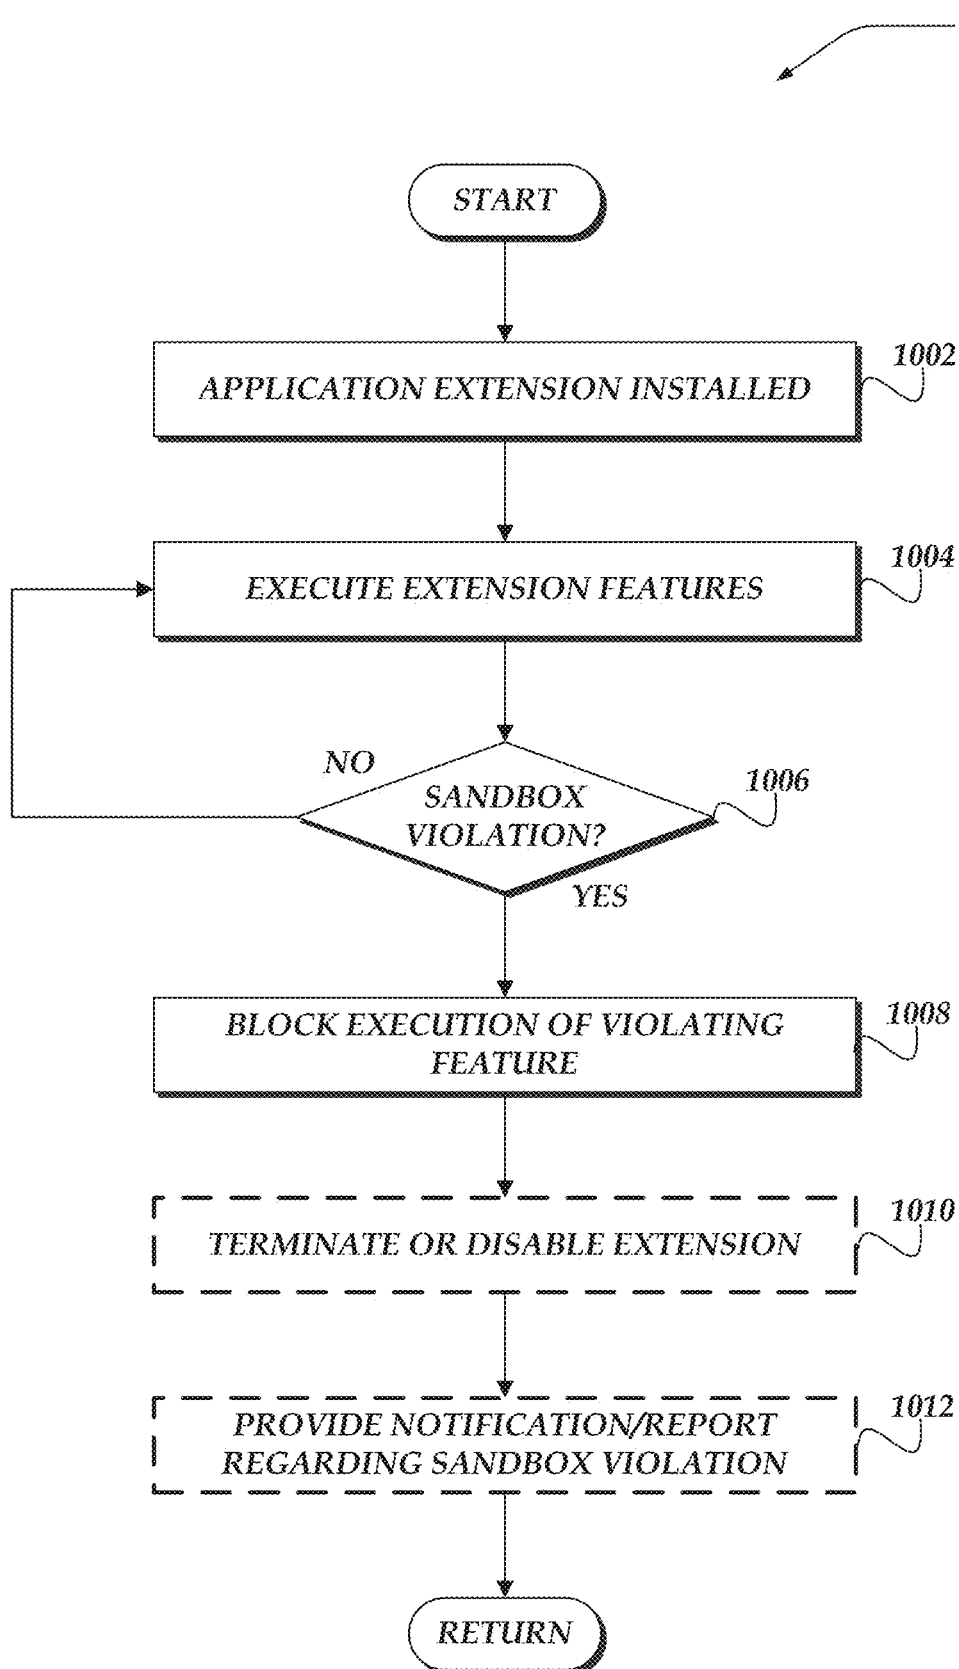 START
APPLICATION EXTENSION INSTALLED
1002
EXECUTE EXTENSION FEATURES
1004
NO
SANDBOX
VIOLATION?
1006
YES
BLOCK EXECUTION OF VIOLATING
FEATURE
1008
TERMINATE OR DISABLE EXTENSION
1010
PROVIDE NOTIFICATION/REPORT
REGARDING SANDBOX VIOLATION
1012
RETURN